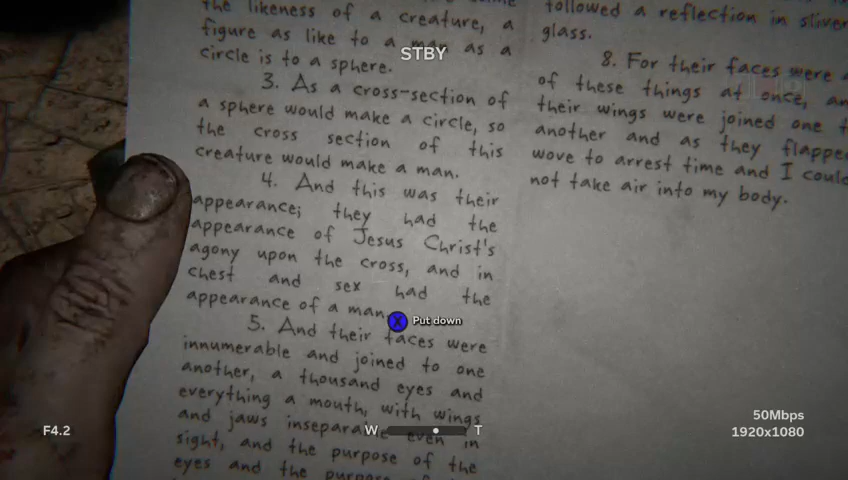 the likeness of a creature, a
figure as like to a man as a
circle is to a sphere.
3. As a cross-section of
a sphere would make a circle, so
the cross section of this
creature would make a man.
4. And this was their
appearance; they had the
appearance of Jesus Christ's
agony upon the cross, and in
chest and sex had the
appearance of a man.
5. And their faces were
innumerable and joined to one
another, a thousand eyes and
everything a mouth, with wings
and jaws inseparable even in
sight, and the purpose of the
eyes and the purpose
followed a reflection in
glass.
8. For their faces were
of these things at once,
their wings were joined one
another and as they
wove to arrest time and I
not take air into my body.
STBY
X Put down
F4.2
W T
50Mbps
1920x1080